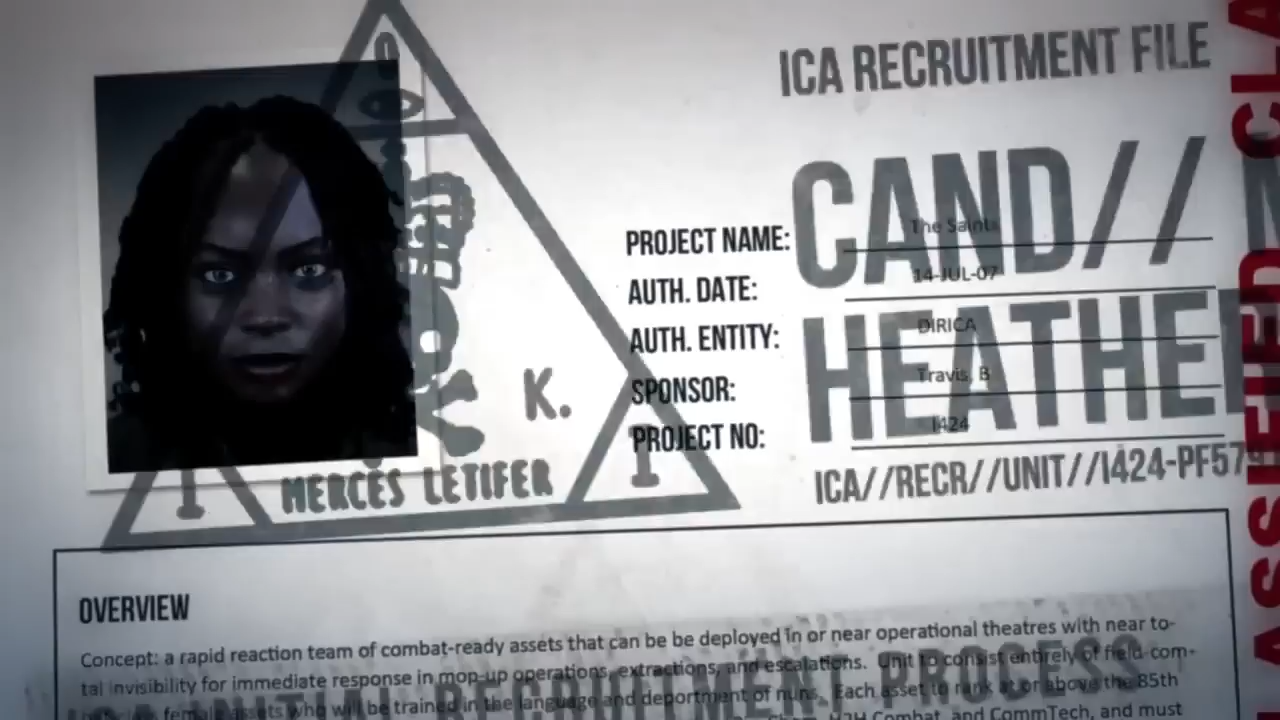 ICA RECRUITMENT FILE
CAND//
PROJECT NAME: The Saints
AUTH. DATE: 14-JUL-07
AUTH. ENTITY: DIRICA
SPONSOR: Travis, B
PROJECT NO: I424
HEATHE
K.
MERCES LETIFER
ICA//RECR//UNIT//I424-PF579
OVERVIEW
Concept: a rapid reaction team of combat-ready assets that can be be deployed in or near operational theatres with near to-
tal invisibility for immediate response in mop-up operations, extractions, and escalations. Unit to consist entirely of field-com-
female assets who will be trained in the language and department of nuns. Each asset to rank at or above the 85th
H2H Combat, and CommTech, and must
INITIAL RECRUITMENT PROCESS